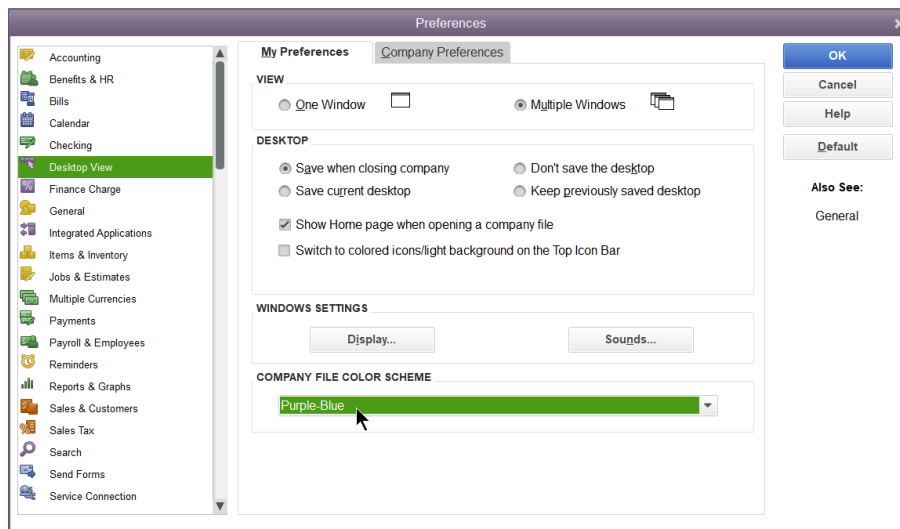 Preferences
Accounting
Benefits & HR
Bills
Calendar
Checking
Desktop View
Finance Charge
General
Integrated Applications
Items & Inventory
Jobs & Estimates
Multiple Currencies
Payments
Payroll & Employees
Reminders
Reports & Graphs
Sales & Customers
Sales Tax
Search
Send Forms
Service Connection
My Preferences Company Preferences
VIEW
One Window Multiple Windows
DESKTOP
Save when closing company Don't save the desktop
Save current desktop Keep previously saved desktop
Show Home page when opening a company file
Switch to colored icons/light background on the Top Icon Bar
WINDOWS SETTINGS
Display... Sounds...
COMPANY FILE COLOR SCHEME
Purple-Blue
OK
Cancel
Help
Default
Also See:
General